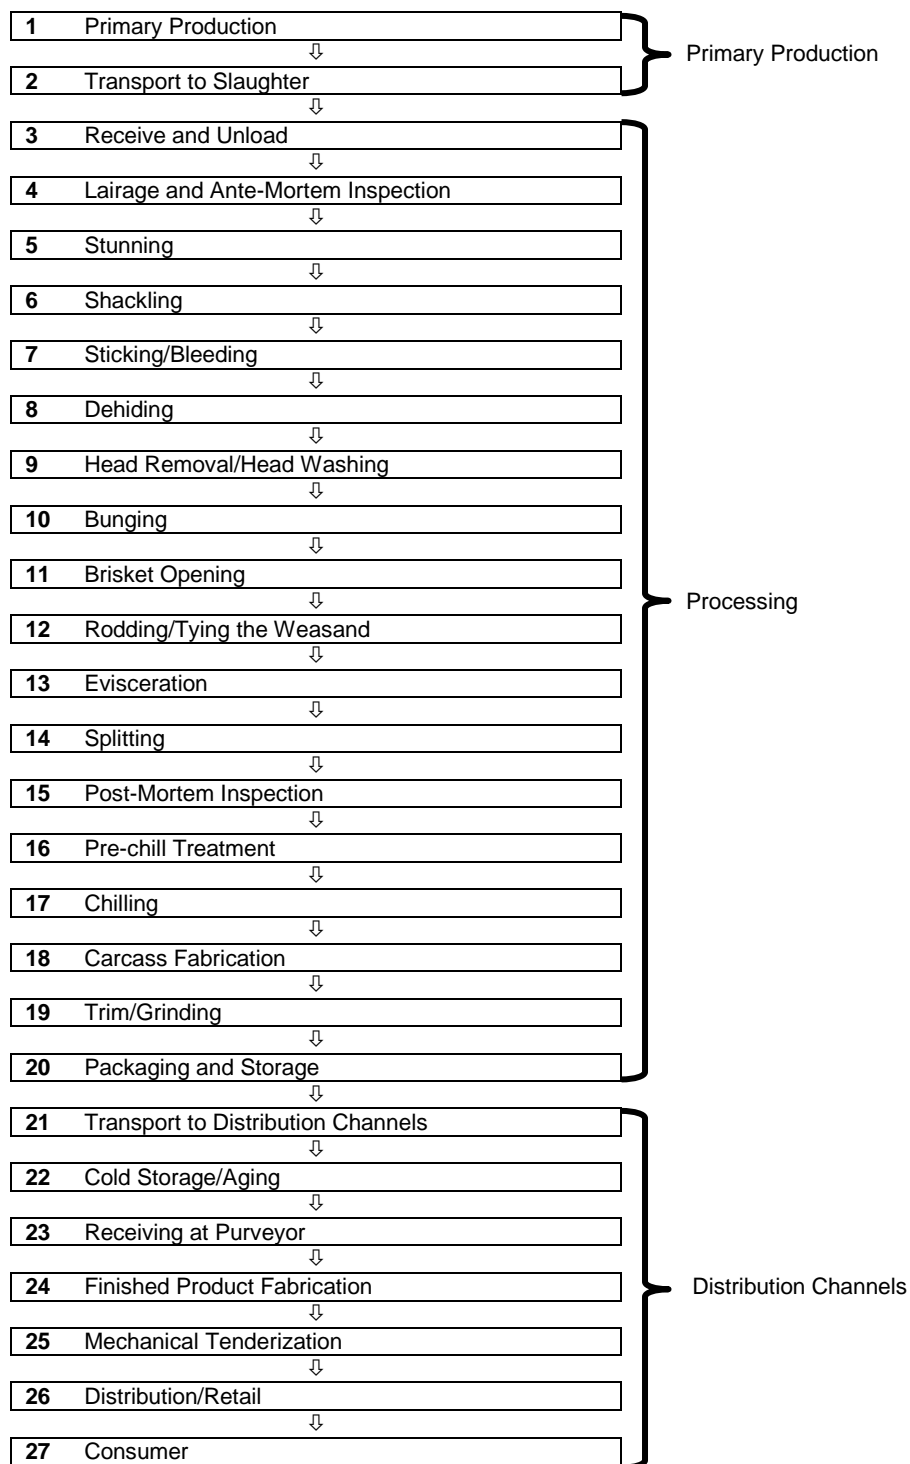 1 Primary Production
⇩
Primary Production
2 Transport to Slaughter
⇩
3 Receive and Unload
⇩
4 Lairage and Ante-Mortem Inspection
⇩
5 Stunning
⇩
6 Shackling
⇩
7 Sticking/Bleeding
⇩
8 Dehiding
⇩
9 Head Removal/Head Washing
⇩
10 Bunging
⇩
11 Brisket Opening
⇩
Processing
12 Rodding/Tying the Weasand
⇩
13 Evisceration
⇩
14 Splitting
⇩
15 Post-Mortem Inspection
⇩
16 Pre-chill Treatment
⇩
17 Chilling
⇩
18 Carcass Fabrication
⇩
19 Trim/Grinding
⇩
20 Packaging and Storage
⇩
21 Transport to Distribution Channels
⇩
22 Cold Storage/Aging
⇩
23 Receiving at Purveyor
⇩
24 Finished Product Fabrication
Distribution Channels
⇩
25 Mechanical Tenderization
⇩
26 Distribution/Retail
⇩
27 Consumer